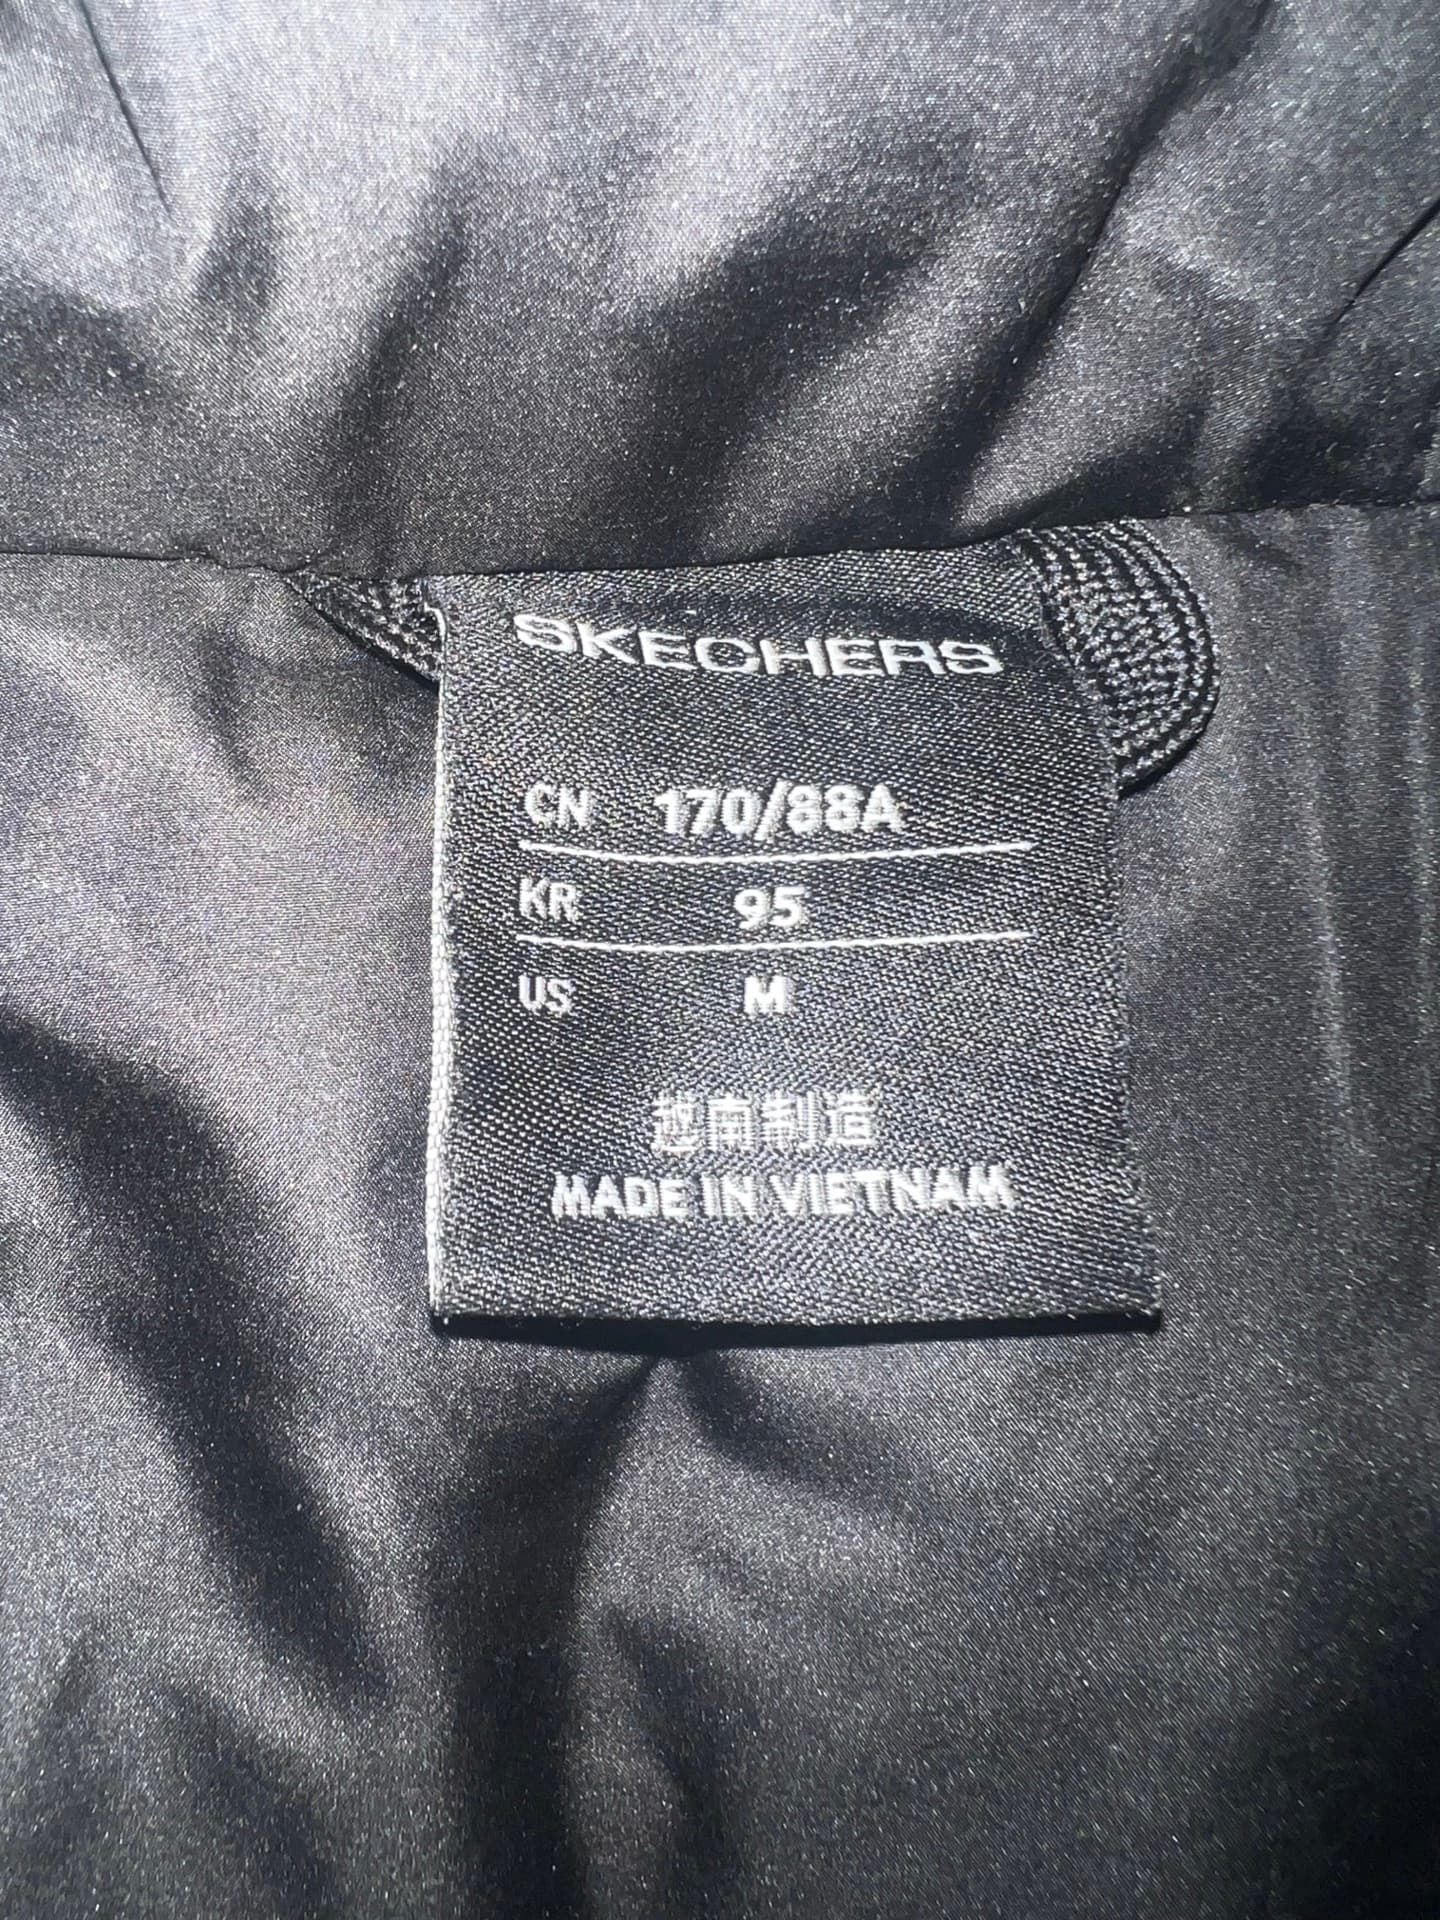 SKECHERS
CN 170/88A
KR 95
US M
越南制造
MADE IN VIETNAM